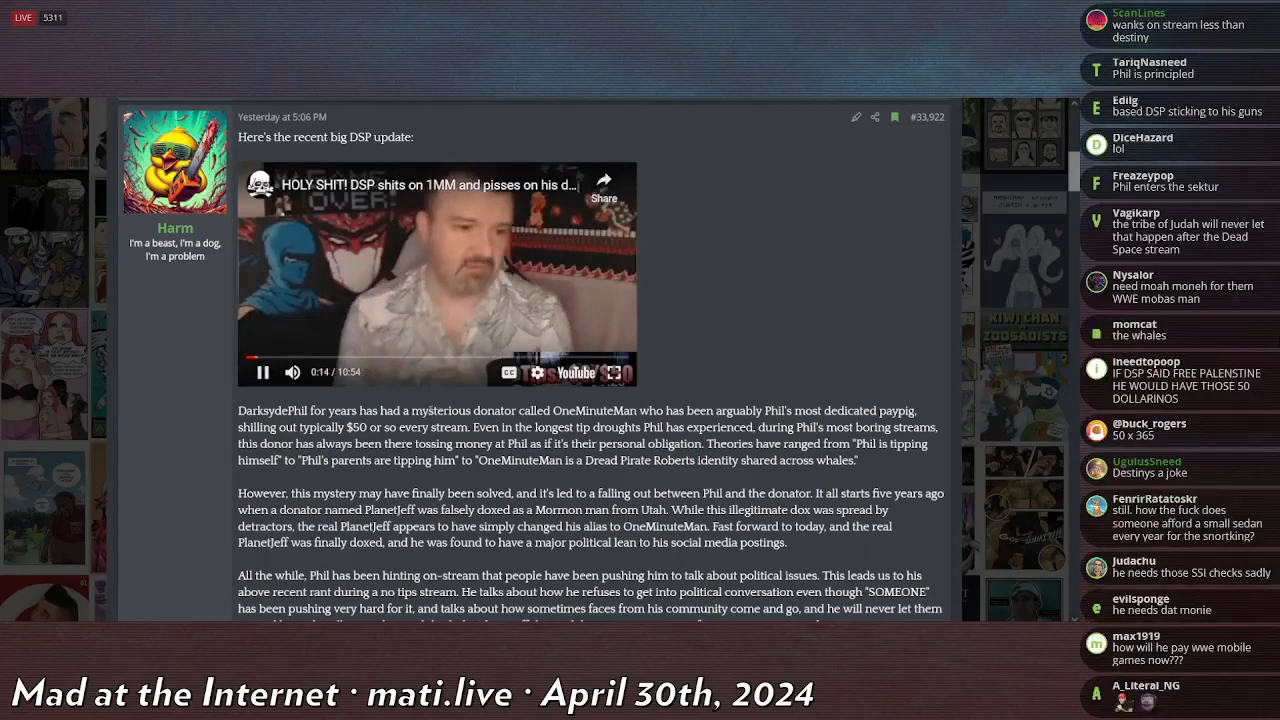 LIVE 5311
Yesterday at 5:06 PM
#33,922
Harm
I'm a beast, I'm a dog,
I'm a problem
Here's the recent big DSP update:
HOLY SHIT! DSP shits on 1MM and pisses on his d...
Share
OVER!
0:14 / 10:54
CC
YouTube
DarksydePhil for years has had a mysterious donator called OneMinuteMan who has been arguably Phil's most dedicated paypig,
shilling out typically $50 or so every stream. Even in the longest tip droughts Phil has experienced, during Phil's most boring streams,
this donor has always been there tossing money at Phil as if it's their personal obligation. Theories have ranged from "Phil is tipping
himself" to "Phil's parents are tipping him" to "OneMinuteMan is a Dread Pirate Roberts identity shared across whales."
However, this mystery may have finally been solved, and it's led to a falling out between Phil and the donator. It all starts five years ago
when a donator named PlanetJeff was falsely doxed as a Mormon man from Utah. While this illegitimate dox was spread by
detractors, the real PlanetJeff appears to have simply changed his alias to OneMinuteMan. Fast forward to today, and the real
PlanetJeff was finally doxed, and he was found to have a major political lean to his social media postings.
All the while, Phil has been hinting on-stream that people have been pushing him to talk about political issues. This leads us to his
above recent rant during a no tips stream. He talks about how he refuses to get into political conversation even though "SOMEONE"
has been pushing very hard for it, and talks about how sometimes faces from his community come and go, and he will never let them
KIWI CHAN
ZOOSADISTS
ScanLines
wanks on stream less than
destiny
T
TariqNasneed
Phil is principled
E
Edilg
based DSP sticking to his guns
D
DiceHazard
lol
F
Freazeypop
Phil enters the sektur
V
Vagikarp
the tribe of Judah will never let
that happen after the Dead
Space stream
Nysalor
need moah moneh for them
WWE mobas man
m
momcat
the whales
i
Ineedtopoop
IF DSP SAID FREE PALENSTINE
HE WOULD HAVE THOSE 50
DOLLARINOS
@buck_rogers
50 x 365
UgulusSneed
Destinys a joke
FenrirRatatoskr
still. how the fuck does
someone afford a small sedan
every year for the snortking?
Judachu
he needs those SSI checks sadly
e
evilsponge
he needs dat monie
m
max1919
how will he pay wwe mobile
games now???
A
A_Literal_NG
Mad at the Internet · mati.live · April 30th, 2024